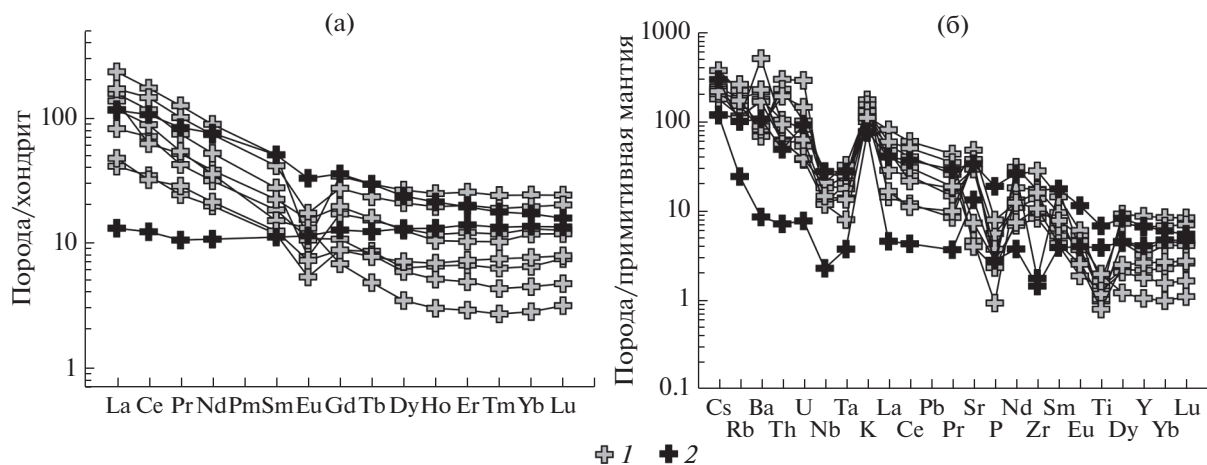 (а)
Порода/хондрит
100
10
1
La Ce Pr Nd Pm Sm Eu Gd Tb Dy Ho Er Tm Yb Lu
(б)
Порода/примитивная мантия
1000
100
10
1
0.1
Cs Ba U Ta La Pb Sr Nd Sm Ti Y Lu
Rb Th Nb K Ce Pr P Zr Eu Dy Yb
1 2